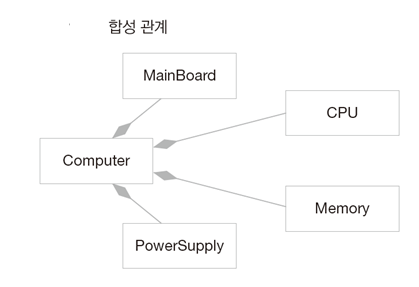 합성 관계
MainBoard
CPU
Computer
Memory
PowerSupply